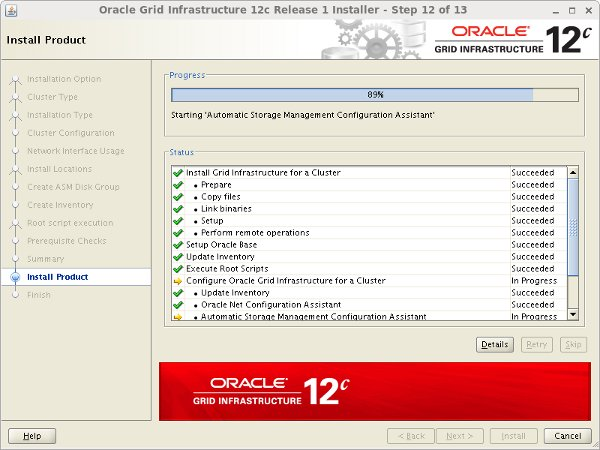 Oracle Grid Infrastructure 12c Release 1 Installer - Step 12 of 13
Install Product
ORACLE
GRID INFRASTRUCTURE 12c
Installation Option
Cluster Type
Installation Type
Cluster Configuration
Network Interface Usage
Install Locations
Create ASM Disk Group
Create Inventory
Root script execution
Prerequisite Checks
Summary
Install Product
Finish
Progress
89%
Starting 'Automatic Storage Management Configuration Assistant'
Status
Install Grid Infrastructure for a Cluster Succeeded
• Prepare Succeeded
• Copy files Succeeded
• Link binaries Succeeded
• Setup Succeeded
• Perform remote operations Succeeded
Setup Oracle Base Succeeded
Update Inventory Succeeded
Execute Root Scripts Succeeded
Configure Oracle Grid Infrastructure for a Cluster In Progress
• Update Inventory Succeeded
• Oracle Net Configuration Assistant Succeeded
• Automatic Storage Management Configuration Assistant In Progress
Details Retry Skip
ORACLE
GRID INFRASTRUCTURE 12c
Help < Back Next > Install Cancel